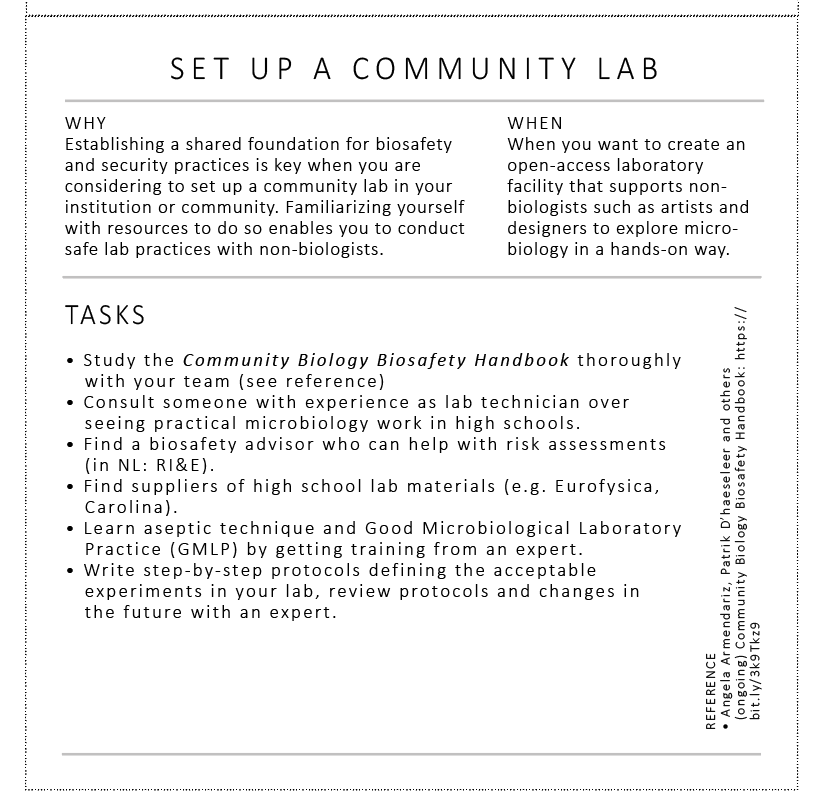 SET UP A COMMUNITY LAB
WHY
Establishing a shared foundation for biosafety
and security practices is key when you are
considering to set up a community lab in your
institution or community. Familiarizing yourself
with resources to do so enables you to conduct
safe lab practices with non-biologists.
WHEN
When you want to create an
open-access laboratory
facility that supports non-
biologists such as artists and
designers to explore micro-
biology in a hands-on way.
TASKS
• Study the Community Biology Biosafety Handbook thoroughly
with your team (see reference)
• Consult someone with experience as lab technician over
seeing practical microbiology work in high schools.
• Find a biosafety advisor who can help with risk assessments
(in NL: RI&E).
• Find suppliers of high school lab materials (e.g. Eurofysica,
Carolina).
• Learn aseptic technique and Good Microbiological Laboratory
Practice (GMLP) by getting training from an expert.
• Write step-by-step protocols defining the acceptable
experiments in your lab, review protocols and changes in
the future with an expert.
REFERENCE
• Angela Armendariz, Patrik D'haeseleer and others
(ongoing) Community Biology Biosafety Handbook: https://
bit.ly/3k9Tkz9